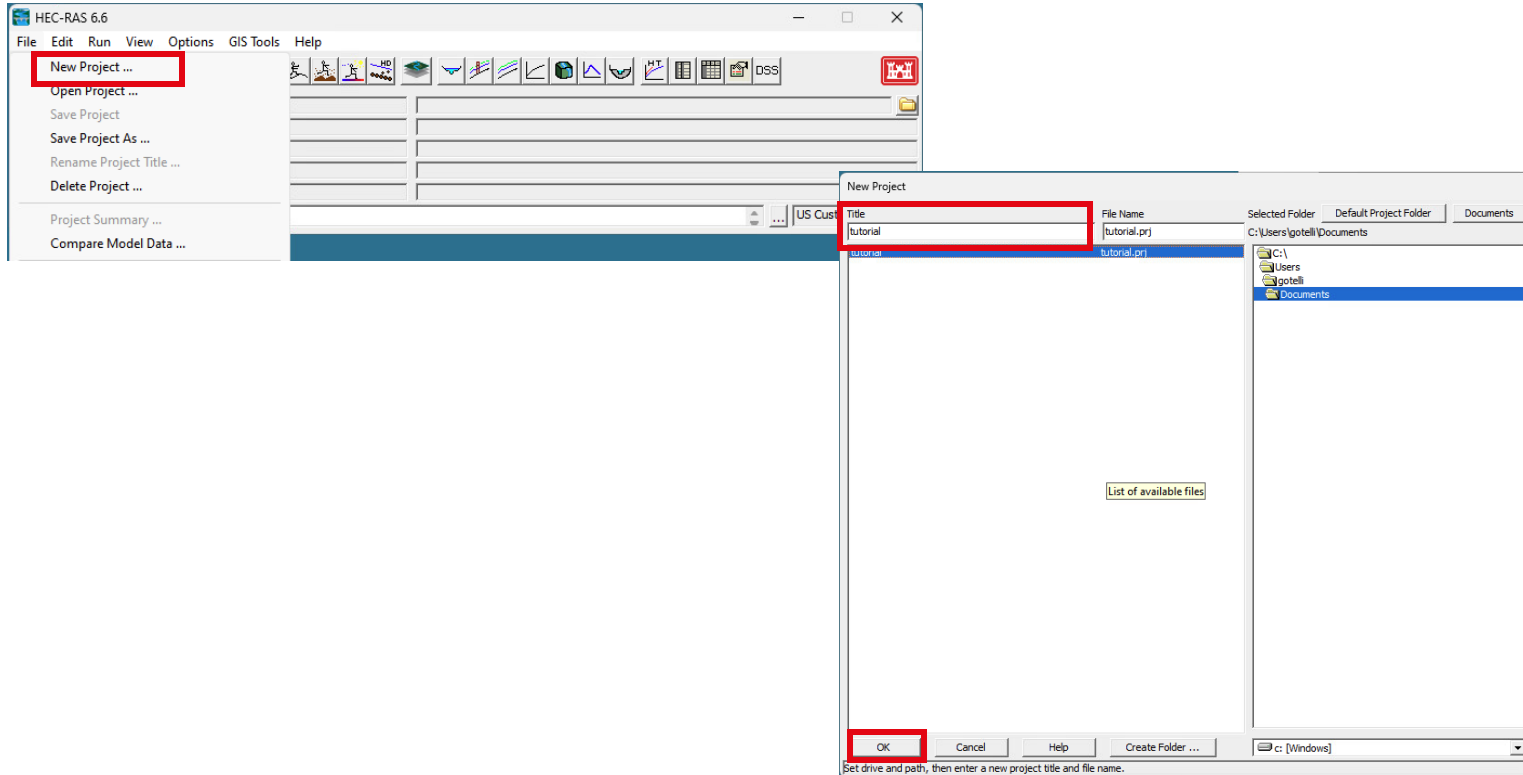 HEC-RAS 6.6
File Edit Run View Options GIS Tools Help
New Project ...
Open Project ...
Save Project
Save Project As ...
Rename Project Title ...
Delete Project ...
Project Summary ...
Compare Model Data ...
HD
HT
DSS
... US Cust
New Project
Title File Name Selected Folder Default Project Folder Documents
tutorial tutorial.prj C:\Users\gotelli\Documents
tutorial tutorial.prj
C:\
Users
gotelli
Documents
List of available files
OK Cancel Help Create Folder ... c: [Windows]
Set drive and path, then enter a new project title and file name.